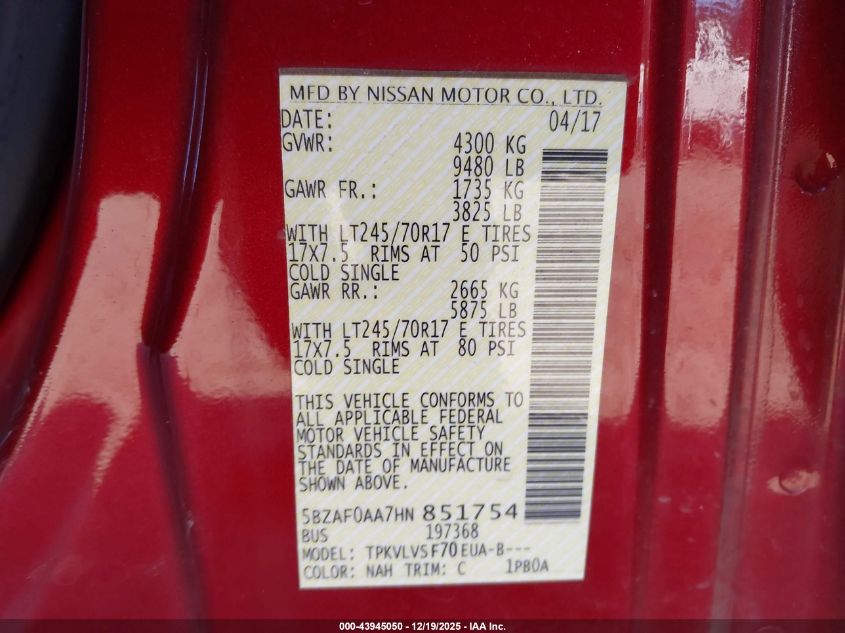 MFD BY NISSAN MOTOR CO., LTD.
DATE: 04/17
GVWR: 4300 KG
9480 LB
GAWR FR.: 1735 KG
3825 LB
WITH LT245/70R17 E TIRES
17X7.5 RIMS AT 50 PSI
COLD SINGLE
GAWR RR.: 2665 KG
5875 LB
WITH LT245/70R17 E TIRES
17X7.5 RIMS AT 80 PSI
COLD SINGLE
THIS VEHICLE CONFORMS TO
ALL APPLICABLE FEDERAL
MOTOR VEHICLE SAFETY
STANDARDS IN EFFECT ON
THE DATE OF MANUFACTURE
SHOWN ABOVE.
5BZAF0AA7HN 851754
BUS 197368
MODEL: TPKVLVSF70EUA-B---
COLOR: NAH TRIM: C 1PB0A
000-43945050 | 12/19/2025 - IAA Inc.